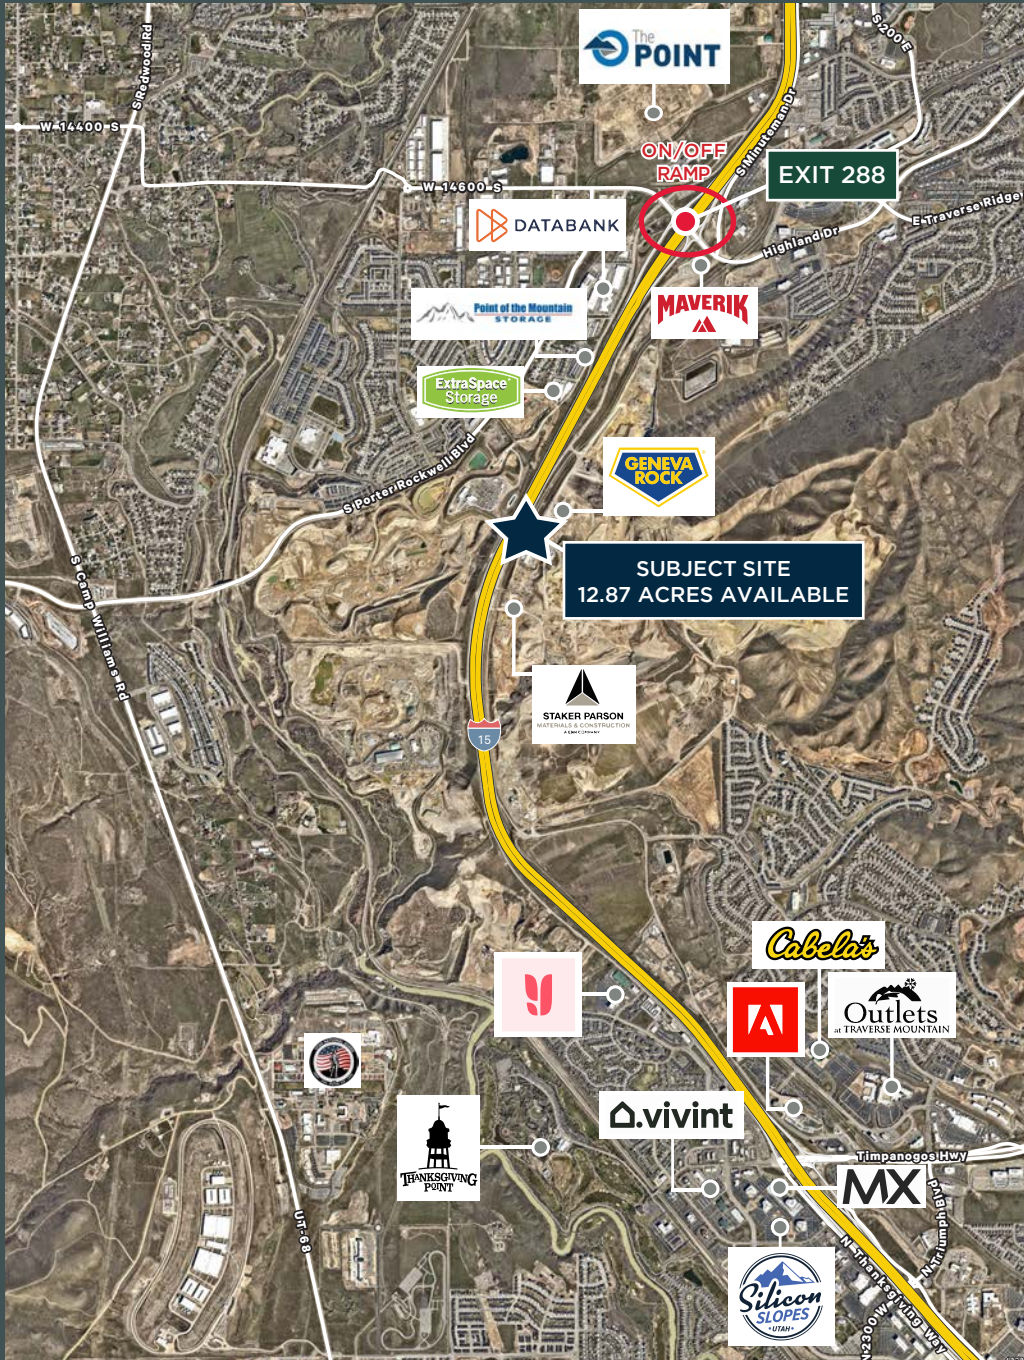 The
POINT
S 200 E
S Redwood Rd
W 14400 S
S Minuteman Dr
ON/OFF
RAMP
EXIT 288
W 14600 S
E Traverse Ridge
DATABANK
Highland Dr
Point of the Mountain
STORAGE
MAVERIK
ExtraSpace
Storage
S Porter Rockwell Blvd
GENEVA
ROCK
SUBJECT SITE
12.87 ACRES AVAILABLE
S Camp Williams Rd
STAKER PARSON
MATERIALS & CONSTRUCTION
A CRH COMPANY
15
Cabela's
Outlets
at TRAVERSE MOUNTAIN
vivint
THANKSGIVING
POINT
Timpanogos Hwy
MX
N Triumph Blvd
UT-68
N Thanksgiving Way
Silicon
SLOPES
UTAH
N 2300 W